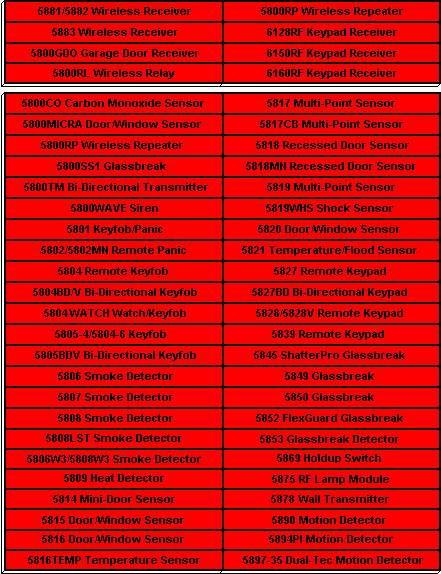 5881/5882 Wireless Receiver 5800RP Wireless Repeater
5883 Wireless Receiver 6128RF Keypad Receiver
5800GDO Garage Door Receiver 6150RF Keypad Receiver
5800RL Wireless Relay 6160RF Keypad Receiver
5800CO Carbon Monoxide Sensor 5817 Multi-Point Sensor
5800MICRA Door/Window Sensor 5817CB Multi-Point Sensor
5800RP Wireless Repeater 5818 Recessed Door Sensor
5800SS1 Glassbreak 5818MN Recessed Door Sensor
5800TM Bi-Directional Transmitter 5819 Multi-Point Sensor
5800WAVE Siren 5819WHS Shock Sensor
5801 Keyfob/Panic 5820 Door/Window Sensor
5802/5802MN Remote Panic 5821 Temperature/Flood Sensor
5804 Remote Keyfob 5827 Remote Keypad
5804BD/V Bi-Directional Keyfob 5827BD Bi-Directional Keypad
5804WATCH Watch/Keyfob 5828/5828V Remote Keypad
5805-4/5804-6 Keyfob 5839 Remote Keypad
5805BDV Bi-Directional Keyfob 5845 ShatterPro Glassbreak
5806 Smoke Detector 5849 Glassbreak
5807 Smoke Detector 5850 Glassbreak
5808 Smoke Detector 5852 FlexGuard Glassbreak
5808LST Smoke Detector 5853 Glassbreak Detector
5806W3/5808W3 Smoke Detector 5869 Holdup Switch
5809 Heat Detector 5875 RF Lamp Module
5814 Mini-Door Sensor 5878 Wall Transmitter
5815 Door/Window Sensor 5890 Motion Detector
5816 Door/Window Sensor 5894PI Motion Detector
5816TEMP Temperature Sensor 5897-35 Dual-Tec Motion Detector